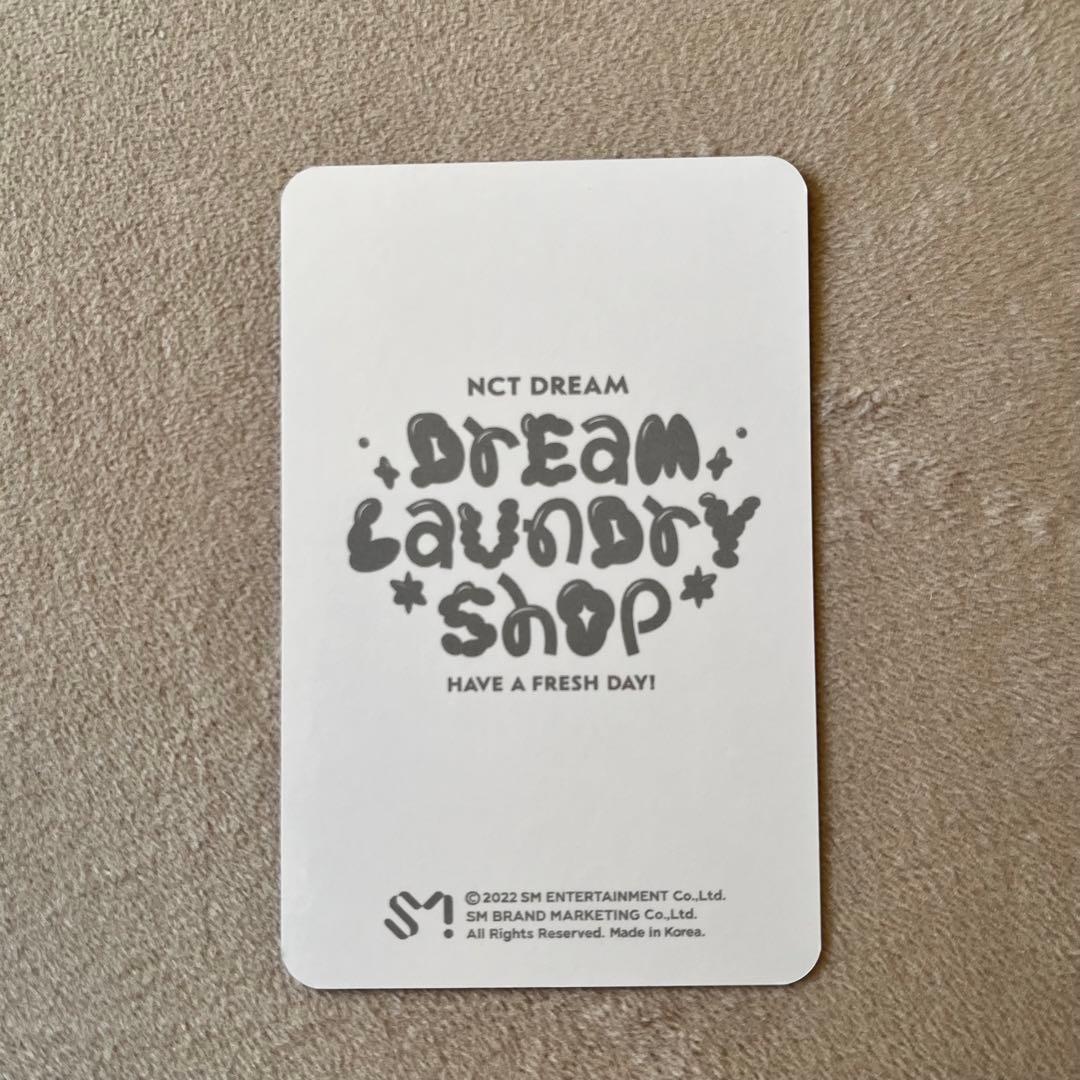 NCT DREAM
DrEam
LaunDrY
ShOP
HAVE A FRESH DAY!
SM!
© 2022 SM ENTERTAINMENT Co.,Ltd.
SM BRAND MARKETING Co.,Ltd.
All Rights Reserved. Made in Korea.